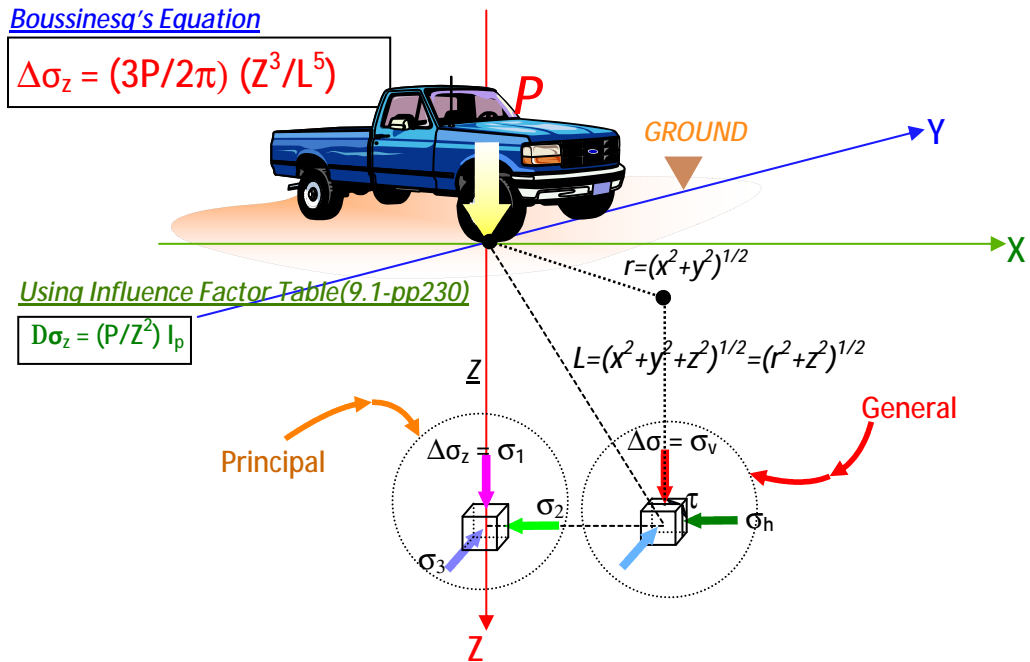 Boussinesq's Equation
Δσz = (3P/2π) (Z³/L⁵)
P
GROUND
Y
X
r=(x²+y²)^1/2
Using Influence Factor Table(9.1-pp230)
Dσz = (P/Z²) Ip
L=(x²+y²+z²)^1/2=(r²+z²)^1/2
Z
General
Principal
Δσz = σ1
Δσ = σv
τ
σ2
σh
σ3
Z